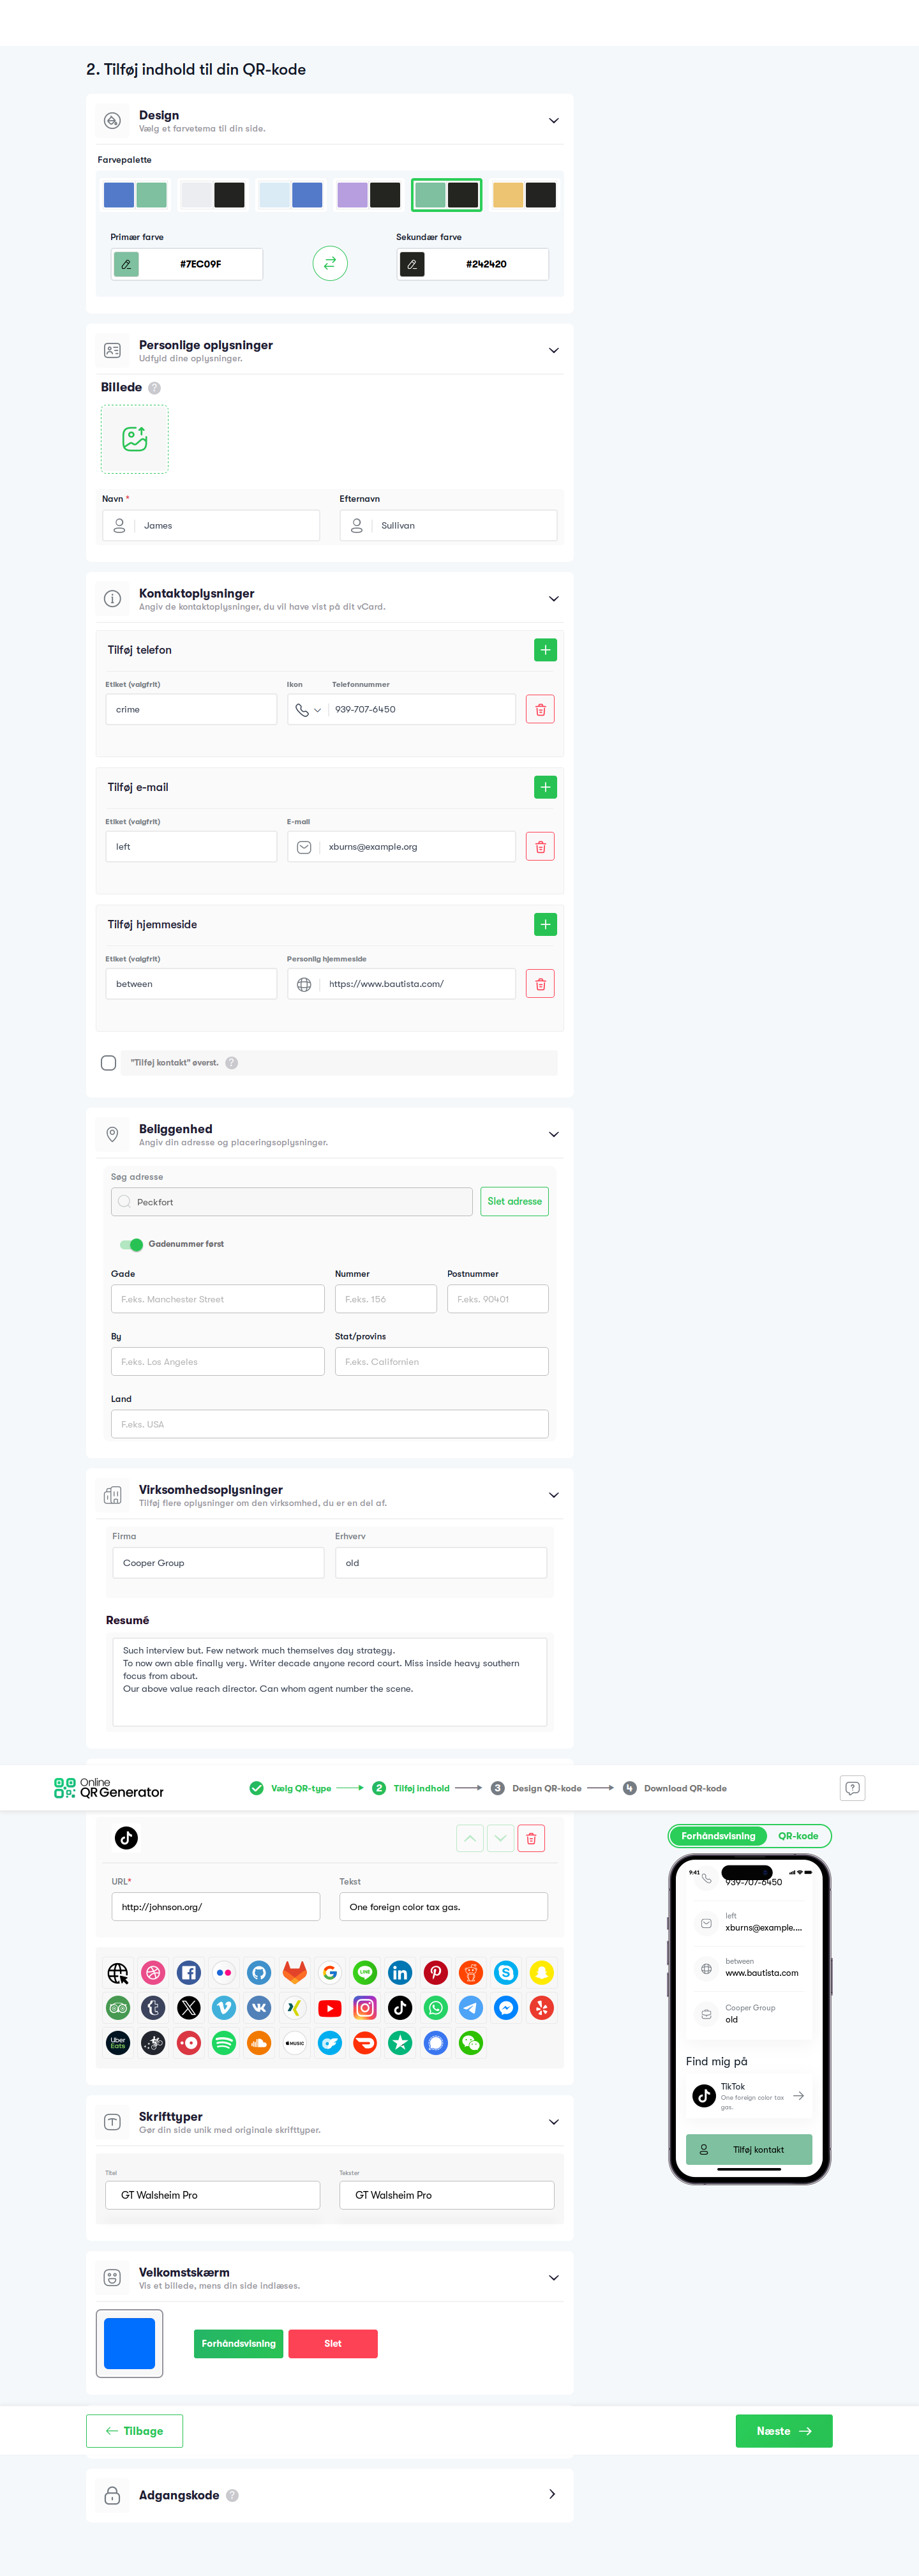 2. Tilføj indhold til din QR-kode
Design
Vælg et farvetema til din side.
Farvepalette
Primær farve
Sekundær farve
#7EC09F
#242420
Personlige oplysninger
Udfyld dine oplysninger.
Billede ?
Navn *
Efternavn
James
Sullivan
Kontaktoplysninger
Angiv de kontaktoplysninger, du vil have vist på dit vCard.
Tilføj telefon
Etiket (valgfrit)
Ikon
Telefonnummer
crime
939-707-6450
Tilføj e-mail
Etiket (valgfrit)
E-mail
left
xburns@example.org
Tilføj hjemmeside
Etiket (valgfrit)
Personlig hjemmeside
between
https://www.bautista.com/
"Tilføj kontakt" øverst. ?
Beliggenhed
Angiv din adresse og placeringsoplysninger.
Søg adresse
Peckfort
Slet adresse
Gadenummer først
Gade
Nummer
Postnummer
F.eks. Manchester Street
F.eks. 156
F.eks. 90401
By
Stat/provins
F.eks. Los Angeles
F.eks. Californien
Land
F.eks. USA
Virksomhedsoplysninger
Tilføj flere oplysninger om den virksomhed, du er en del af.
Firma
Erhverv
Cooper Group
old
Resumé
Such interview but. Few network much themselves day strategy.
To now own able finally very. Writer decade anyone record court. Miss inside heavy southern
focus from about.
Our above value reach director. Can whom agent number the scene.
Online
QR Generator
Vælg QR-type
2 Tilføj indhold
3 Design QR-kode
4 Download QR-kode
Forhåndsvisning
QR-kode
URL*
Tekst
http://johnson.org/
One foreign color tax gas.
LINE
Uber
Eats
MUSIC
9:41
939-707-6450
left
xburns@example....
between
www.bautista.com
Cooper Group
old
Find mig på
TikTok
One foreign color tax
gas.
Tilføj kontakt
Skrifttyper
Gør din side unik med originale skrifttyper.
Titel
Tekster
GT Walsheim Pro
GT Walsheim Pro
Velkomstskærm
Vis et billede, mens din side indlæses.
Forhåndsvisning
Slet
Tilbage
Næste
Adgangskode ?